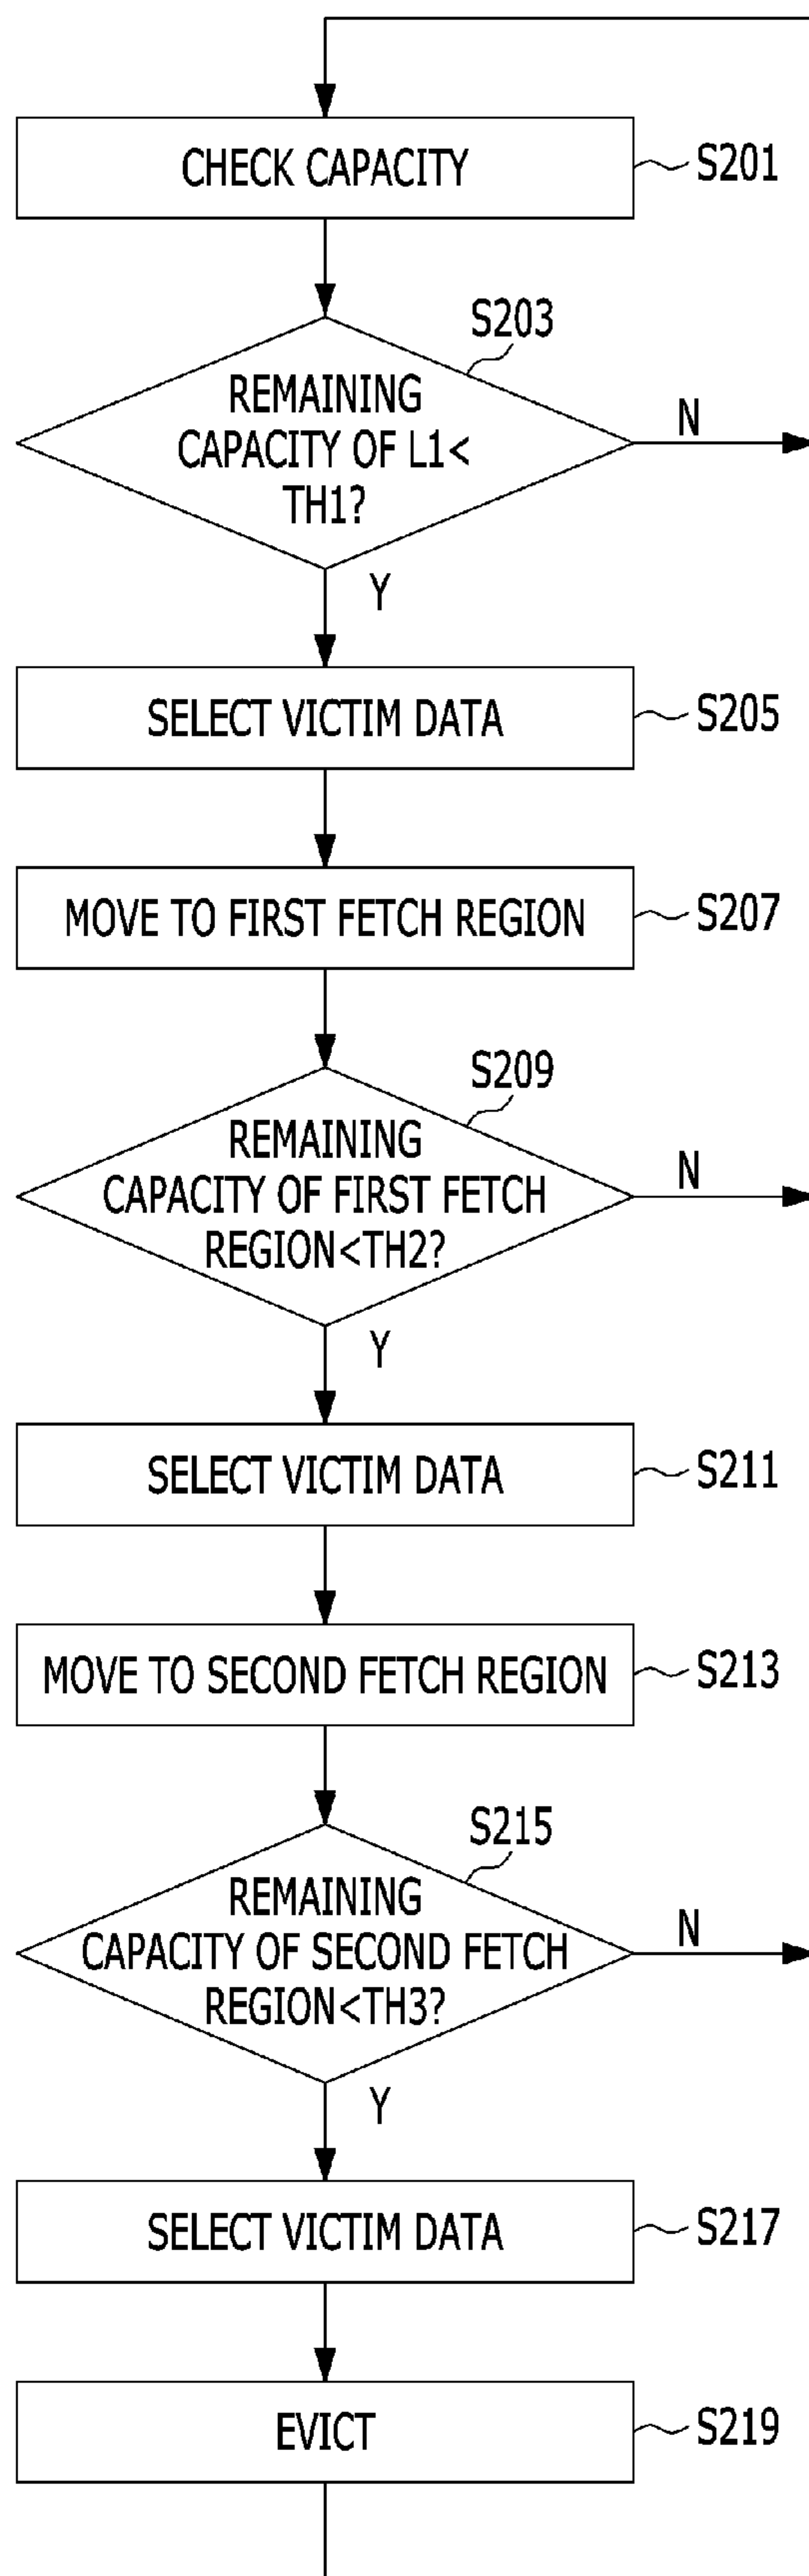 CHECK CAPACITY
S201
S203
REMAINING
CAPACITY OF L1<
TH1?
N
Y
SELECT VICTIM DATA
S205
MOVE TO FIRST FETCH REGION
S207
S209
REMAINING
CAPACITY OF FIRST FETCH
REGION<TH2?
N
Y
SELECT VICTIM DATA
S211
MOVE TO SECOND FETCH REGION
S213
S215
REMAINING
CAPACITY OF SECOND FETCH
REGION<TH3?
N
Y
SELECT VICTIM DATA
S217
EVICT
S219